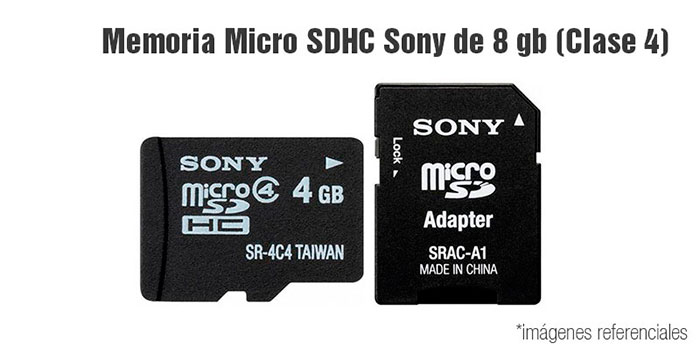 Memoria Micro SDHC Sony de 8 gb (Clase 4)
SONY
micro SD HC 4 4 GB
SR-4C4 TAIWAN
SONY
Lock
micro SD
Adapter
SRAC-A1
MADE IN CHINA
*imágenes referenciales